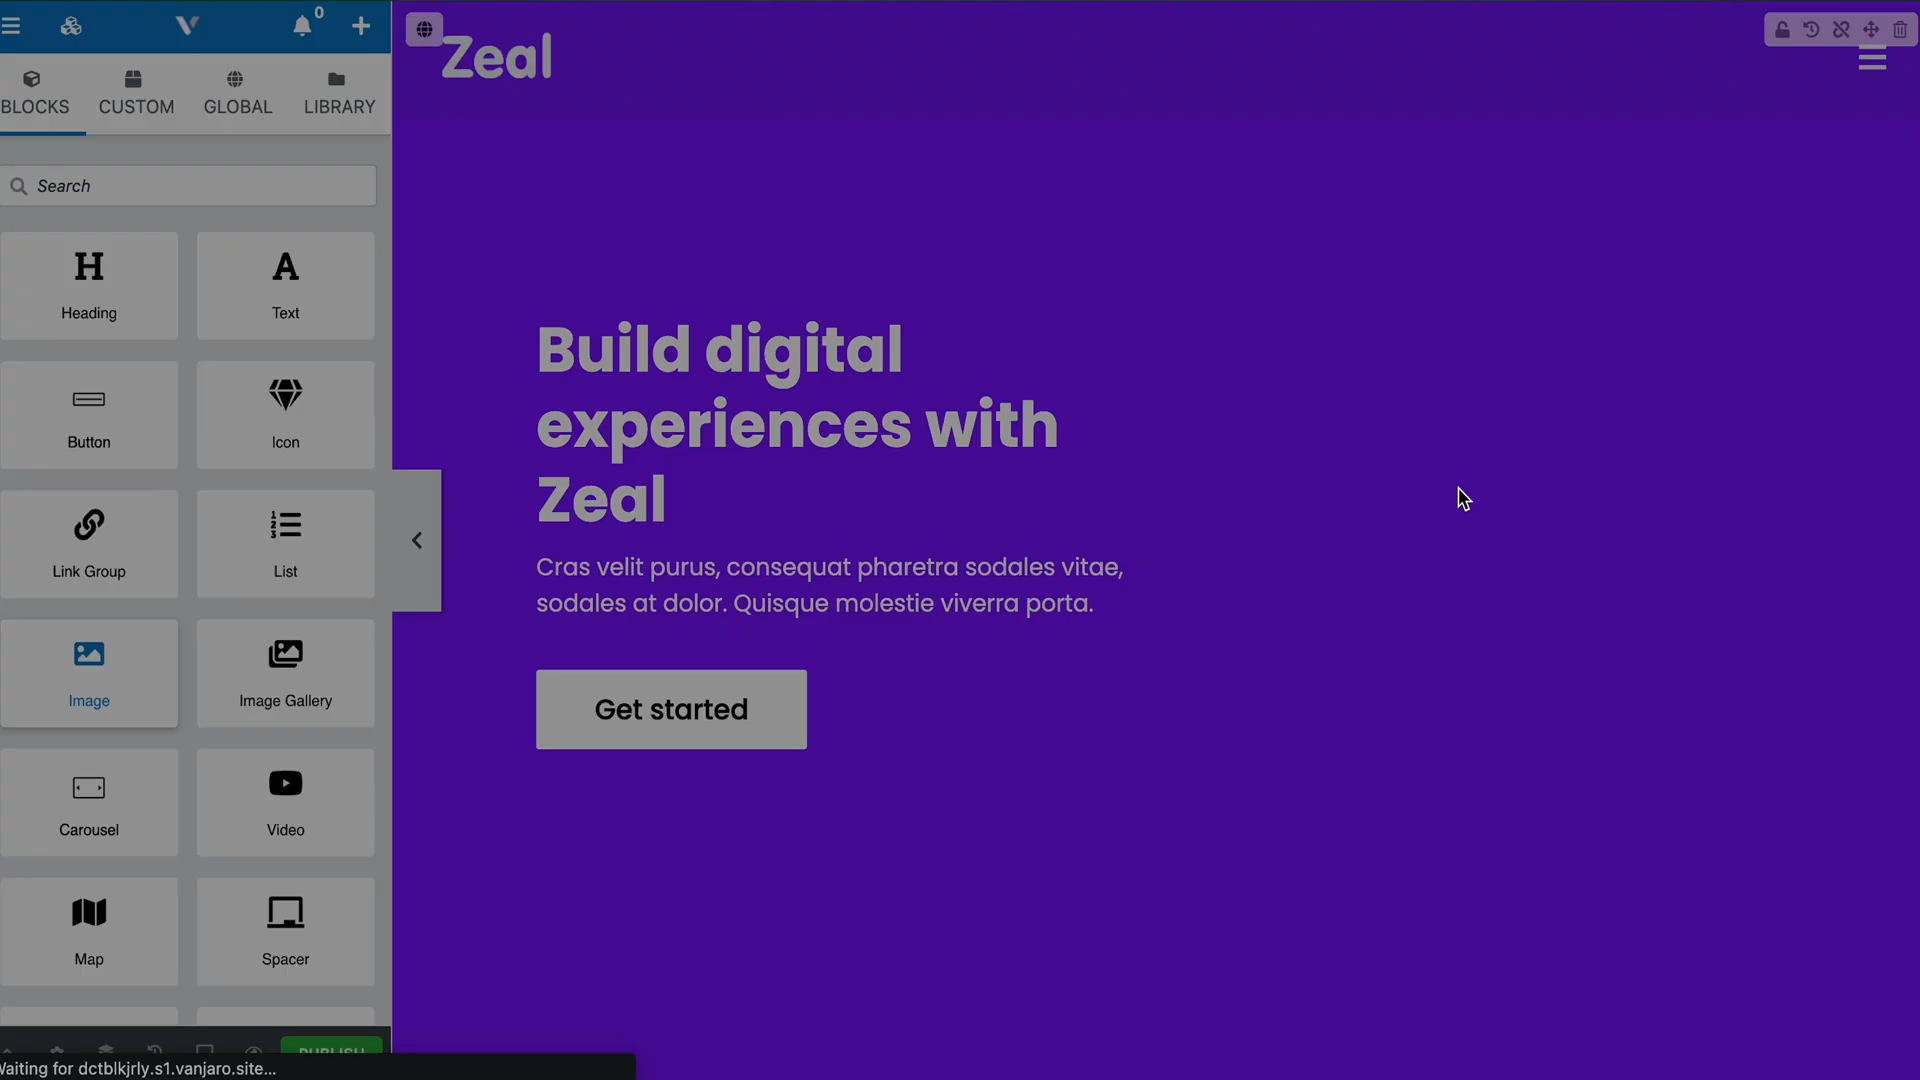 0
BLOCKS CUSTOM GLOBAL LIBRARY
Search
Heading Text
Button Icon
Link Group List
Image Image Gallery
Carousel Video
Map Spacer
PUBLISH
Waiting for dctblkjrly.s1.vanjaro.site...
Zeal
Build digital
experiences with
Zeal
Cras velit purus, consequat pharetra sodales vitae,
sodales at dolor. Quisque molestie viverra porta.
Get started